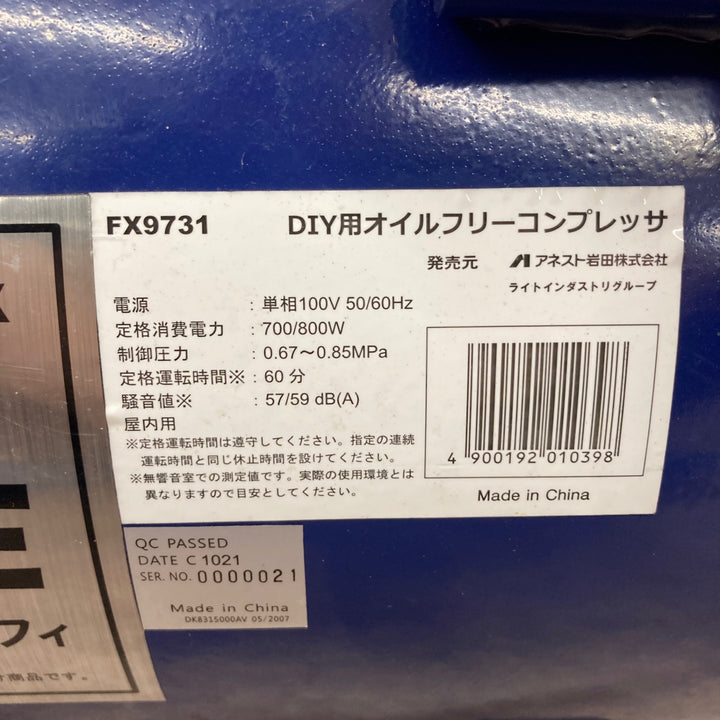 FX9731 DIY用オイルフリーコンプレッサ
発売元 アネスト岩田株式会社
ライトインダストリグループ
電源 : 単相100V 50/60Hz
定格消費電力 : 700/800W
制御圧力 : 0.67～0.85MPa
定格運転時間※ : 60 分
騒音値※ : 57/59 dB(A)
屋内用
※定格運転時間は遵守してください。指定の連続
運転時間と同じ休止時間を設けてください。
※無響音室での測定値です。実際の使用環境とは
異なりますので目安としてください。
4 900192 010398
Made in China
QC PASSED
DATE C 1021
SER. NO. 0000021
Made in China
DK8315000AV 05/2007
フィ
商品です。